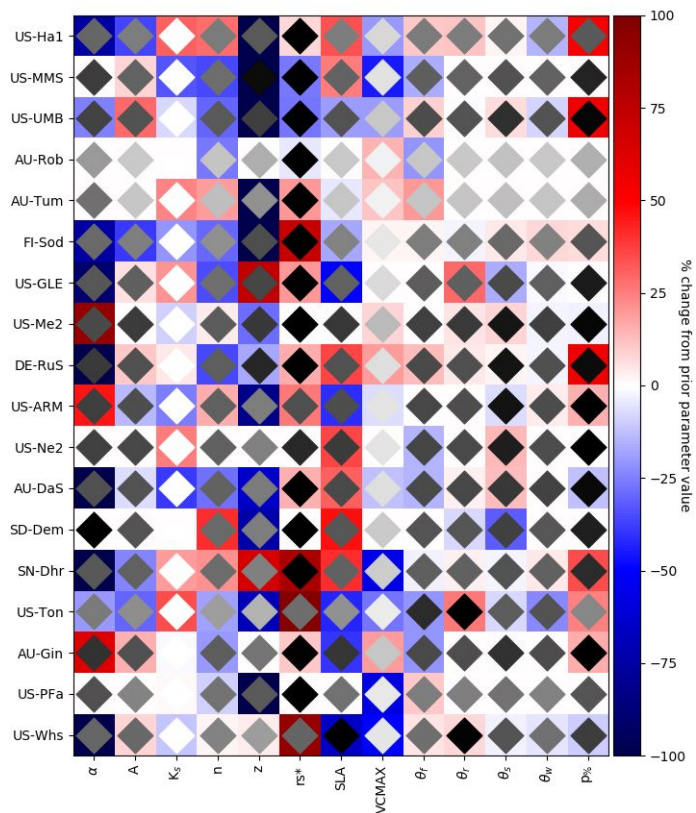 US-Ha1
US-MMS
US-UMB
AU-Rob
AU-Tum
FI-Sod
US-GLE
US-Me2
DE-RuS
US-ARM
US-Ne2
AU-DaS
SD-Dem
SN-Dhr
US-Ton
AU-Gin
US-PFa
US-Whs
α
A
Kₛ
n
z
rs*
SLA
VCMAX
θf
θr
θs
θw
p%
100
75
50
25
0
−25
−50
−75
−100
% change from prior parameter value